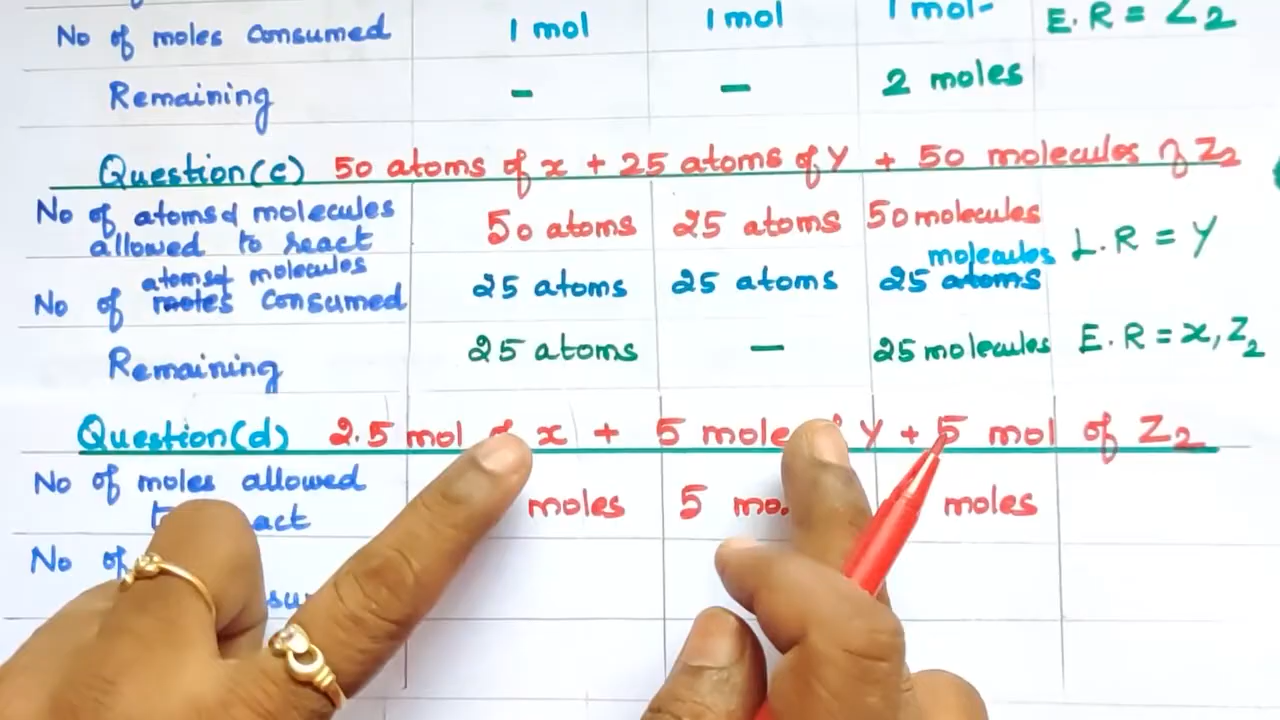 No of moles consumed 1 mol 1 mol 1 mol E.R = Z2
Remaining - - 2 moles
Question(c) 50 atoms of x + 25 atoms of Y + 50 molecules of Z2
No of atoms & molecules allowed to react 50 atoms 25 atoms 50 molecules L.R = Y
No of atoms & molecules moles consumed 25 atoms 25 atoms 25 molecules atoms
Remaining 25 atoms - 25 molecules E.R = x, Z2
Question(d) 2.5 mol of x + 5 mole Y + 5 mol of Z2
No of moles allowed moles 5 moles
act
No of